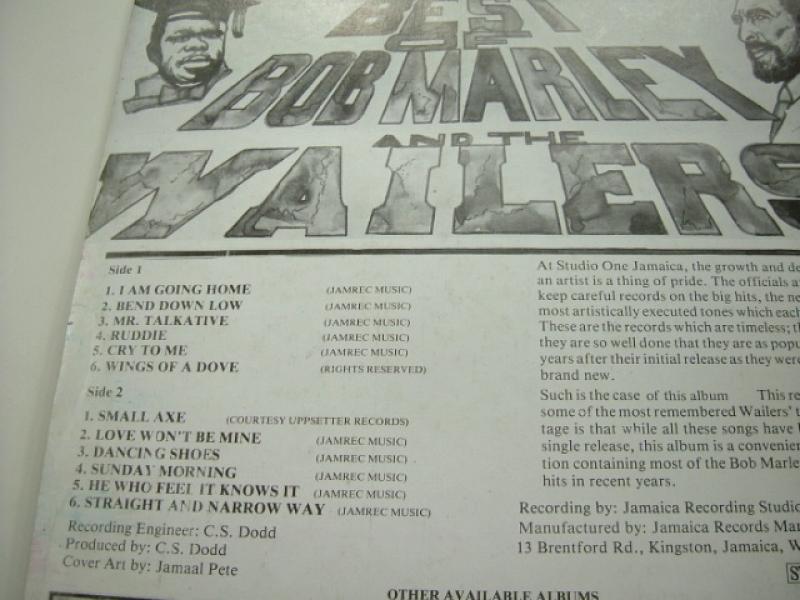 BEST
OF
BOB MARLEY
AND THE
WAILERS
Side 1
1. I AM GOING HOME (JAMREC MUSIC)
2. BEND DOWN LOW (JAMREC MUSIC)
3. MR. TALKATIVE (JAMREC MUSIC)
4. RUDDIE (JAMREC MUSIC)
5. CRY TO ME (JAMREC MUSIC)
6. WINGS OF A DOVE (RIGHTS RESERVED)
Side 2
1. SMALL AXE (COURTESY UPPSETTER RECORDS)
2. LOVE WON'T BE MINE (JAMREC MUSIC)
3. DANCING SHOES (JAMREC MUSIC)
4. SUNDAY MORNING (JAMREC MUSIC)
5. HE WHO FEEL IT KNOWS IT (JAMREC MUSIC)
6. STRAIGHT AND NARROW WAY (JAMREC MUSIC)
Recording Engineer: C.S. Dodd
Produced by: C.S. Dodd
Cover Art by: Jamaal Pete
At Studio One Jamaica, the growth and de
an artist is a thing of pride. The officials a
keep careful records on the big hits, the ne
most artistically executed tones which each
These are the records which are timeless; th
they are so well done that they are as popu
years after their initial release as they were
brand new.
Such is the case of this album This re
some of the most remembered Wailers' t
tage is that while all these songs have
single release, this album is a convenien
tion containing most of the Bob Marle
hits in recent years.
Recording by: Jamaica Recording Studio
Manufactured by: Jamaica Records Man
13 Brentford Rd., Kingston, Jamaica, W
OTHER AVAILABLE ALBUMS